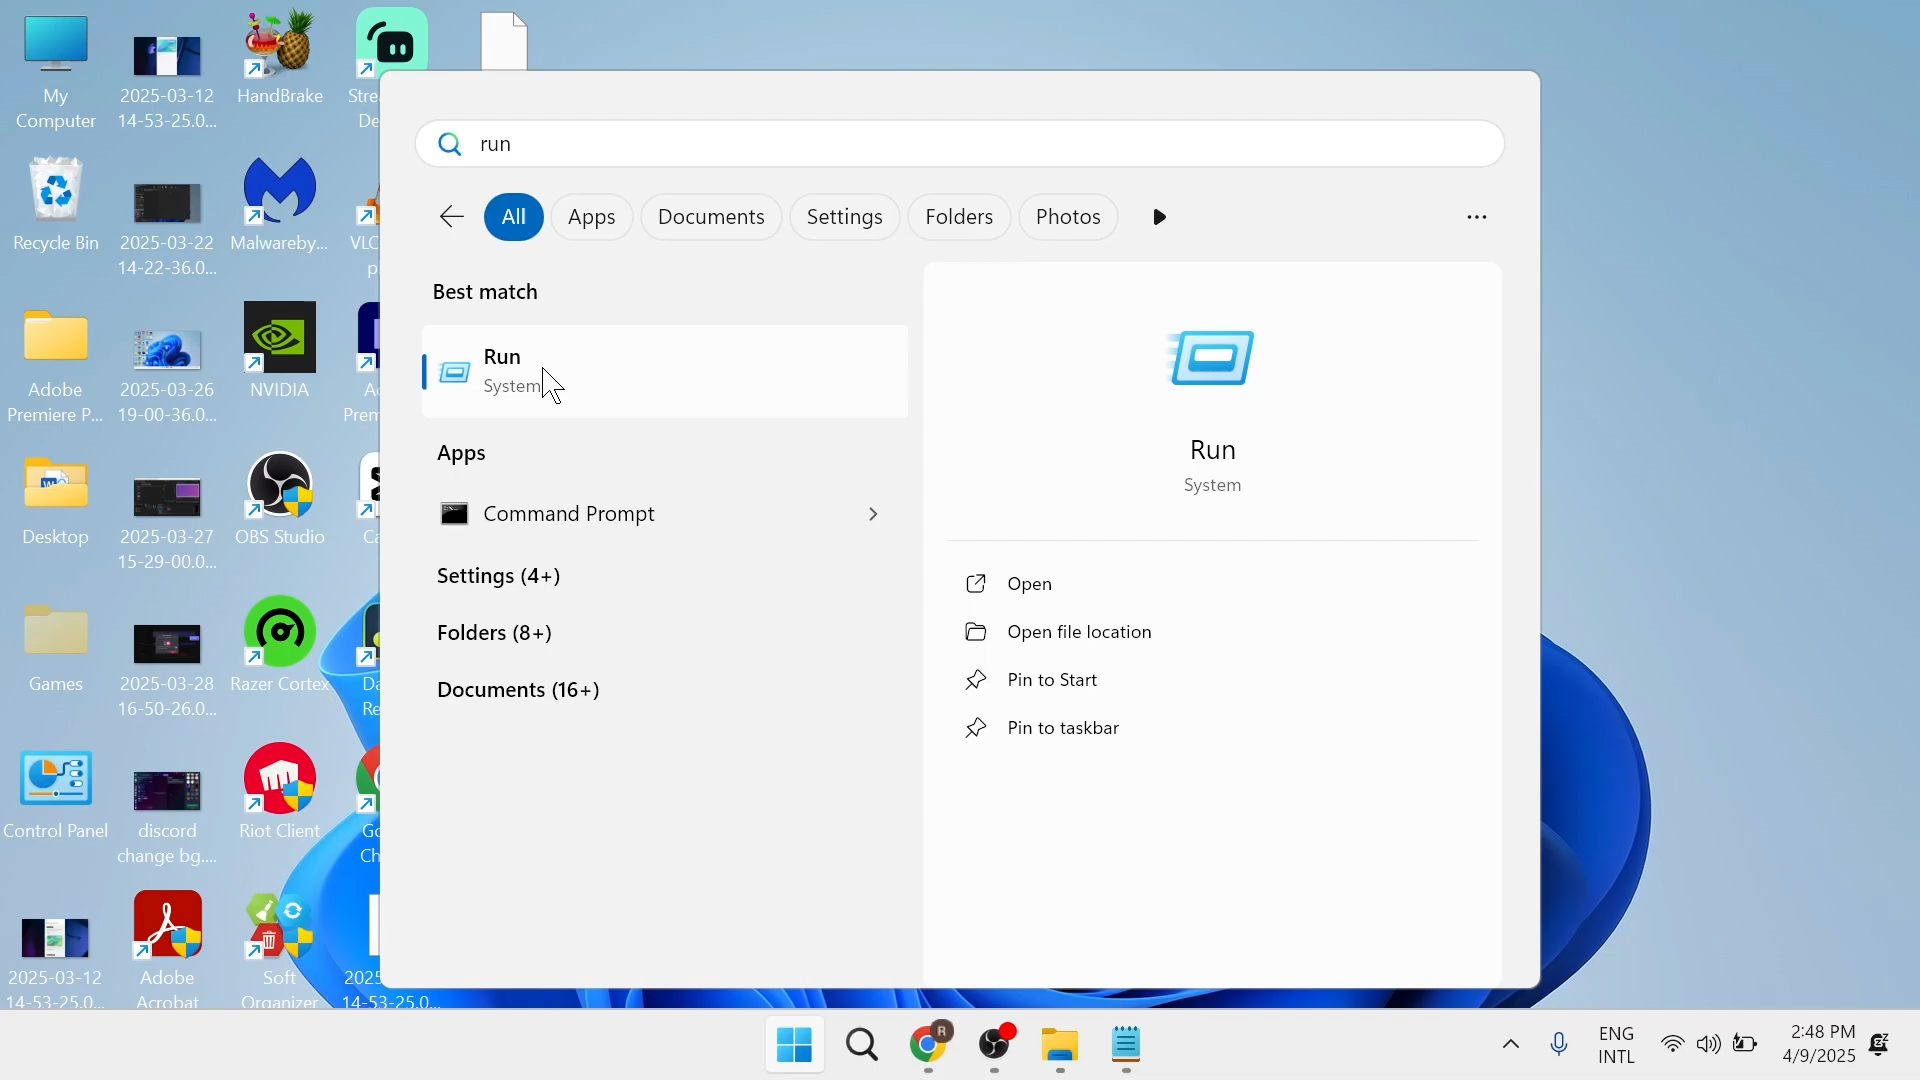 My
Computer
2025-03-12
14-53-25.0...
HandBrake
Recycle Bin
2025-03-22
14-22-36.0...
Malwareby...
VLC
Adobe
Premiere P...
2025-03-26
19-00-36.0...
NVIDIA
Desktop
2025-03-27
15-29-00.0...
OBS Studio
Games
2025-03-28
16-50-26.0...
Razer Cortex
Control Panel
discord
change bg....
Riot Client
2025-03-12
14-53-25.0...
Adobe
Acrobat
Soft
Organizer
14-53-25.0...
run
All
Apps
Documents
Settings
Folders
Photos
Best match
Run
System
Apps
Command Prompt
Settings (4+)
Folders (8+)
Documents (16+)
Run
System
Open
Open file location
Pin to Start
Pin to taskbar
R
ENG
INTL
2:48 PM
4/9/2025